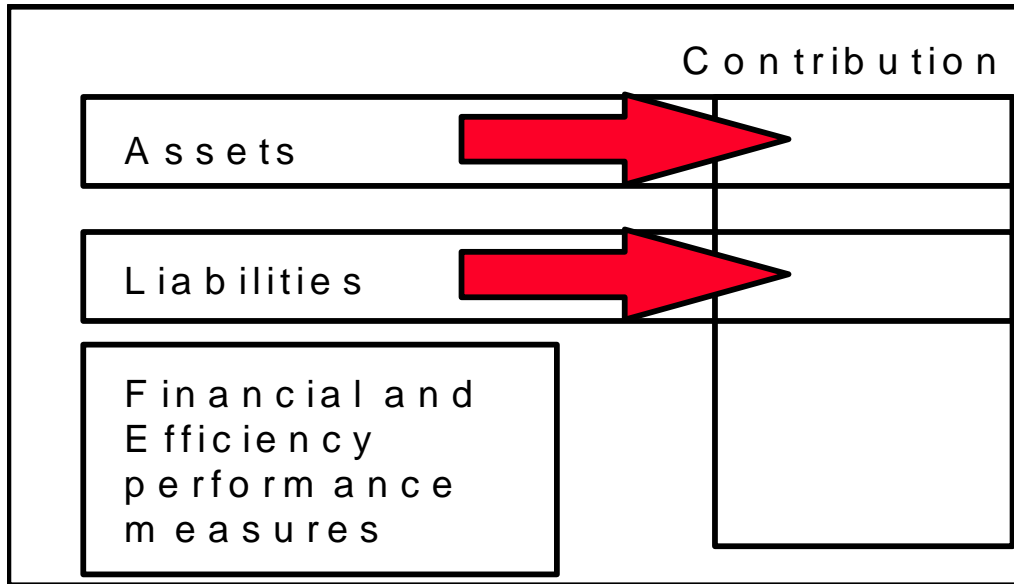 Contribution
Assets
Liabilities
Financial and
Efficiency
performance
measures